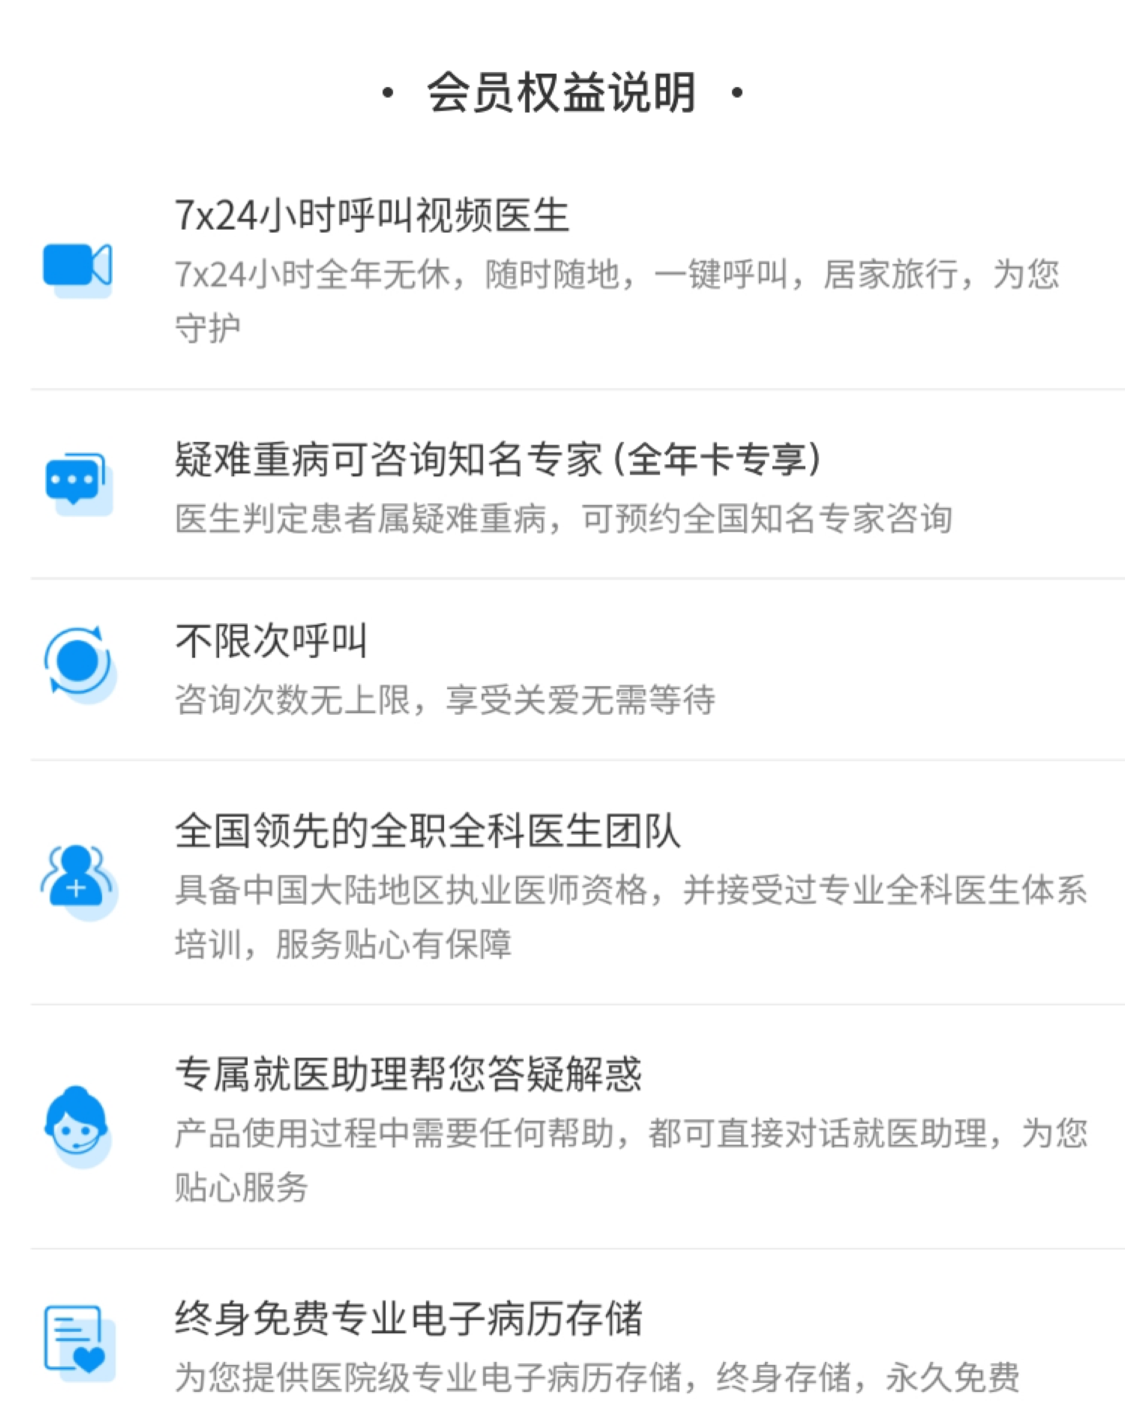 · 会员权益说明 ·
7x24小时呼叫视频医生
7x24小时全年无休，随时随地，一键呼叫，居家旅行，为您
守护
疑难重病可咨询知名专家(全年卡专享)
医生判定患者属疑难重病，可预约全国知名专家咨询
不限次呼叫
咨询次数无上限，享受关爱无需等待
全国领先的全职全科医生团队
具备中国大陆地区执业医师资格，并接受过专业全科医生体系
培训，服务贴心有保障
专属就医助理帮您答疑解惑
产品使用过程中需要任何帮助，都可直接对话就医助理，为您
贴心服务
终身免费专业电子病历存储
为您提供医院级专业电子病历存储，终身存储，永久免费